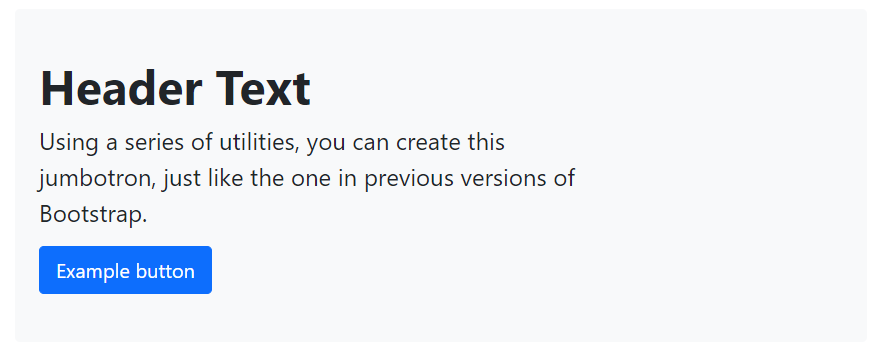 Header Text
Using a series of utilities, you can create this
jumbotron, just like the one in previous versions of
Bootstrap.
Example button